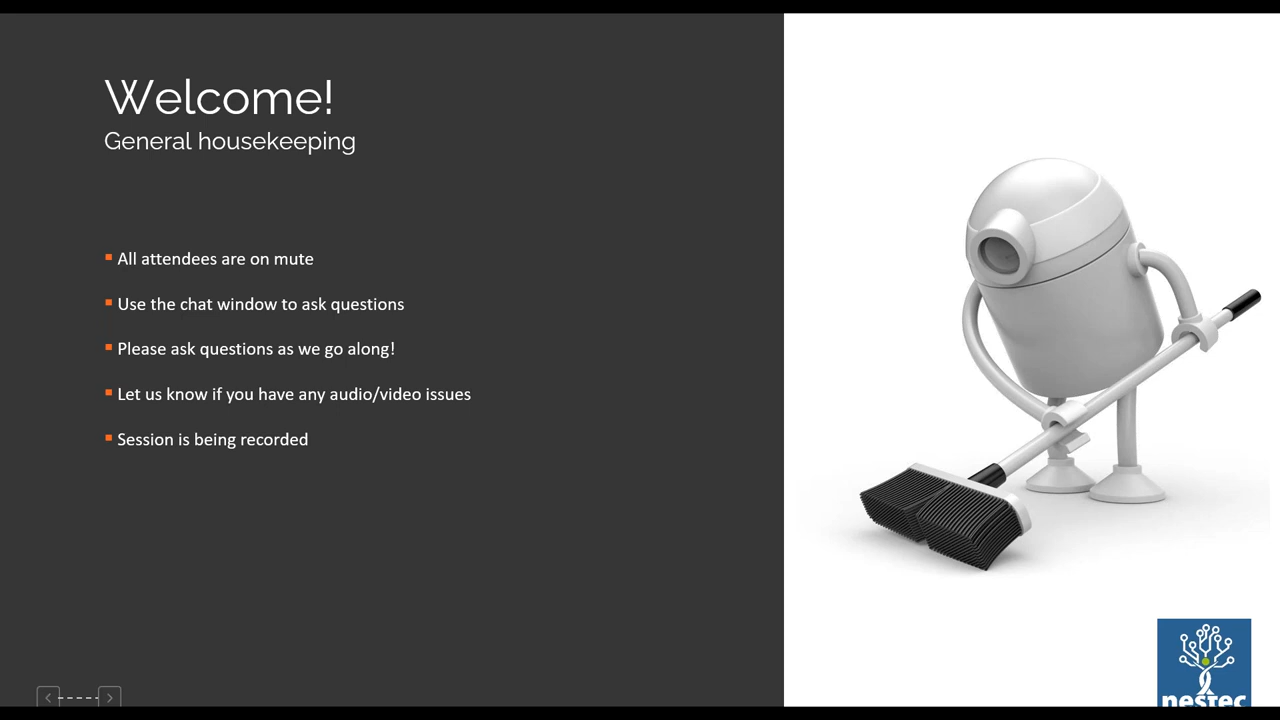 Welcome!
General housekeeping
All attendees are on mute
Use the chat window to ask questions
Please ask questions as we go along!
Let us know if you have any audio/video issues
Session is being recorded
nestec